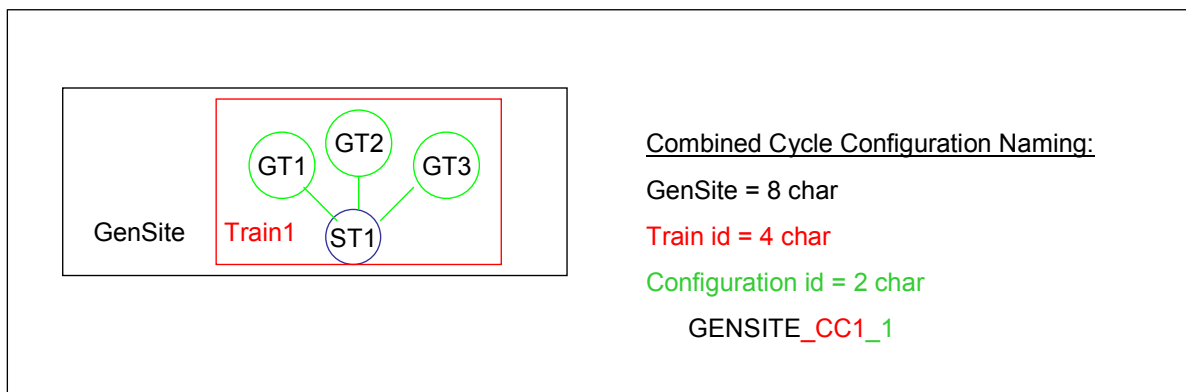 GT1
GT2
GT3
GenSite
Train1
ST1
Combined Cycle Configuration Naming:
GenSite = 8 char
Train id = 4 char
Configuration id = 2 char
GENSITE_CC1_1